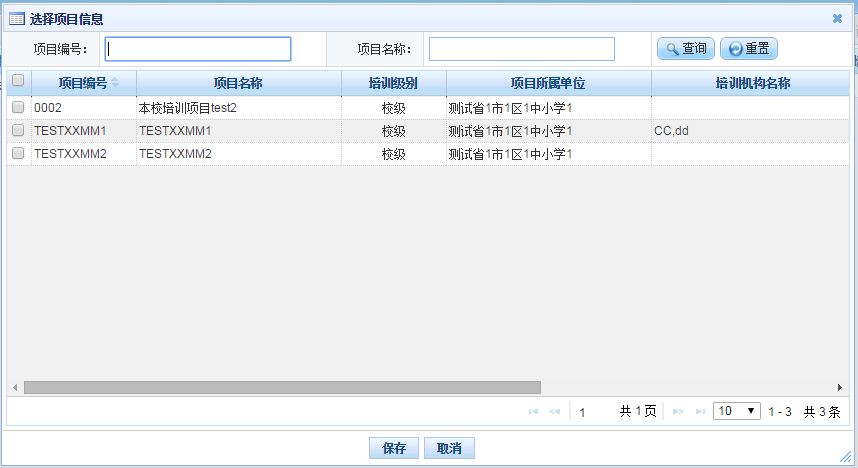 选择项目信息
项目编号： 项目名称： 查询 重置
项目编号 项目名称 培训级别 项目所属单位 培训机构名称
0002 本校培训项目test2 校级 测试省1市1区1中小学1
TESTXXMM1 TESTXXMM1 校级 测试省1市1区1中小学1 CC,dd
TESTXXMM2 TESTXXMM2 校级 测试省1市1区1中小学1
1 共 1 页 10 1 - 3 共 3 条
保存 取消